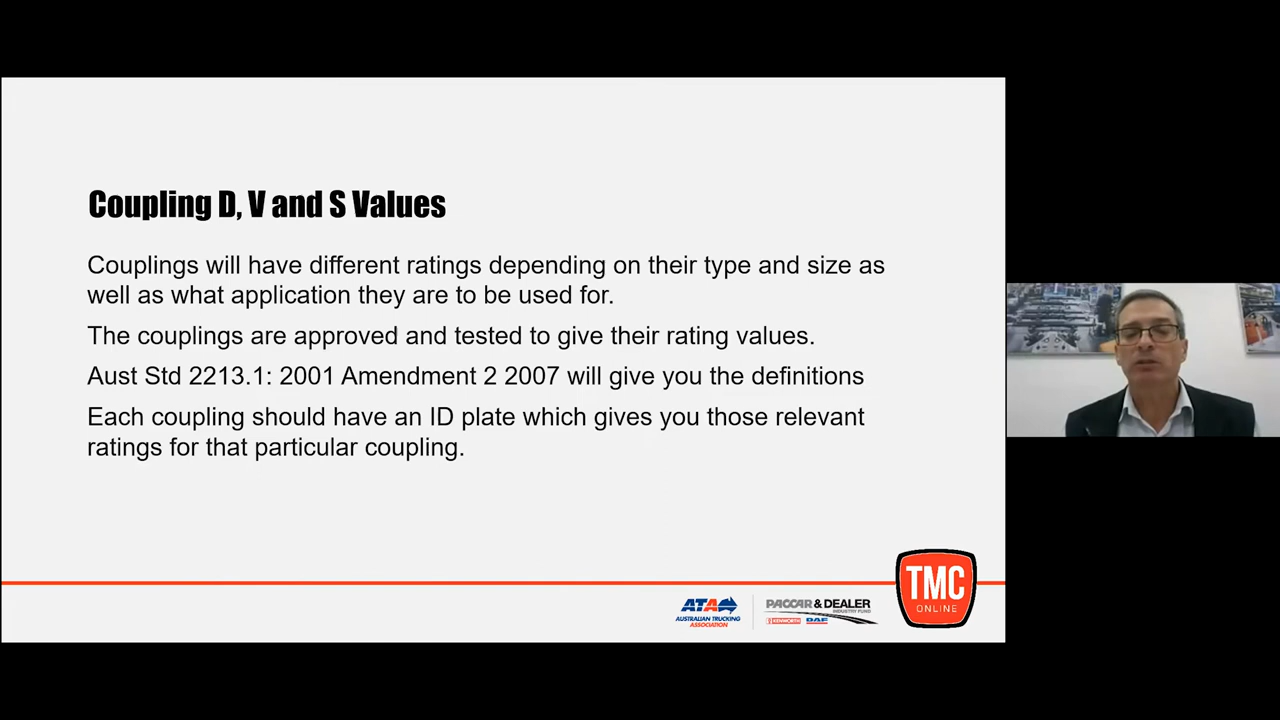 Coupling D, V and S Values
Couplings will have different ratings depending on their type and size as
well as what application they are to be used for.
The couplings are approved and tested to give their rating values.
Aust Std 2213.1: 2001 Amendment 2 2007 will give you the definitions
Each coupling should have an ID plate which gives you those relevant
ratings for that particular coupling.
ATA
AUSTRALIAN TRUCKING
ASSOCIATION
PACCAR & DEALER
INDUSTRY FUND
KENWORTH DAF
TMC
ONLINE